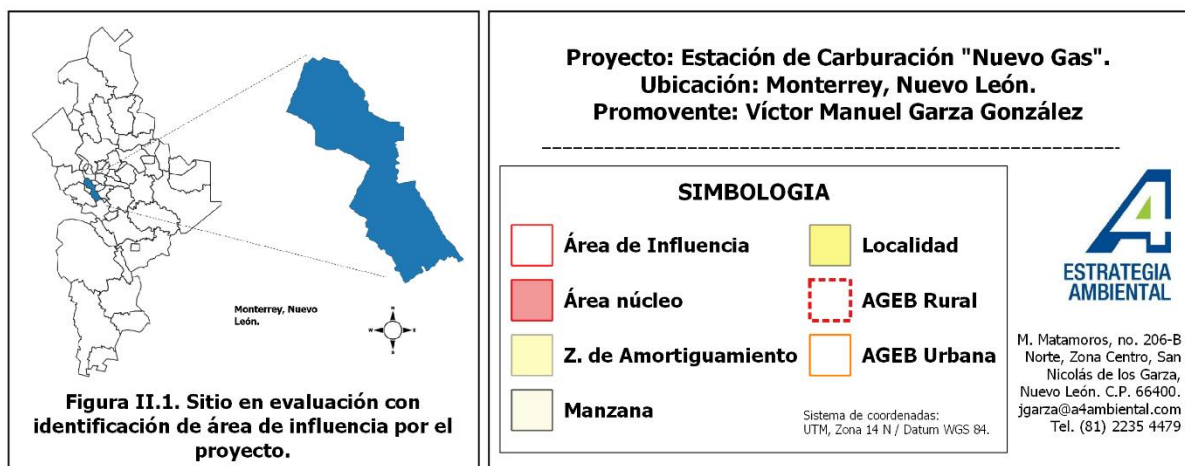 Monterrey, Nuevo
León.
N
W
E
S
Figura II.1. Sitio en evaluación con
identificación de área de influencia por el
proyecto.
Proyecto: Estación de Carburación "Nuevo Gas".
Ubicación: Monterrey, Nuevo León.
Promovente: Víctor Manuel Garza González
SIMBOLOGIA
Área de Influencia
Área núcleo
Z. de Amortiguamiento
Manzana
Localidad
AGEB Rural
AGEB Urbana
Sistema de coordenadas:
UTM, Zona 14 N / Datum WGS 84.
A4
ESTRATEGIA
AMBIENTAL
M. Matamoros, no. 206-B
Norte, Zona Centro, San
Nicolás de los Garza,
Nuevo León. C.P. 66400.
jgarza@a4ambiental.com
Tel. (81) 2235 4479